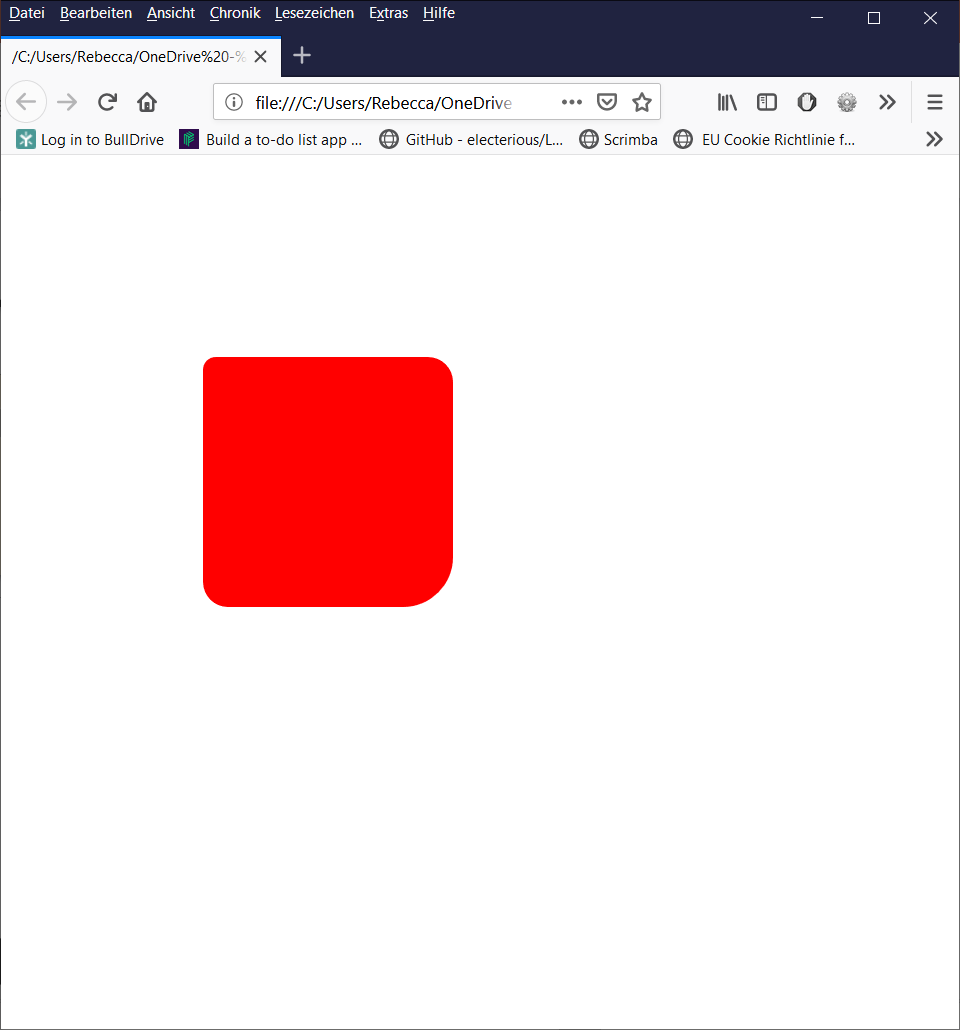 Datei Bearbeiten Ansicht Chronik Lesezeichen Extras Hilfe
/C:/Users/Rebecca/OneDrive%20-%
file:///C:/Users/Rebecca/OneDrive
Log in to BullDrive Build a to-do list app ... GitHub - electerious/L... Scrimba EU Cookie Richtlinie f...